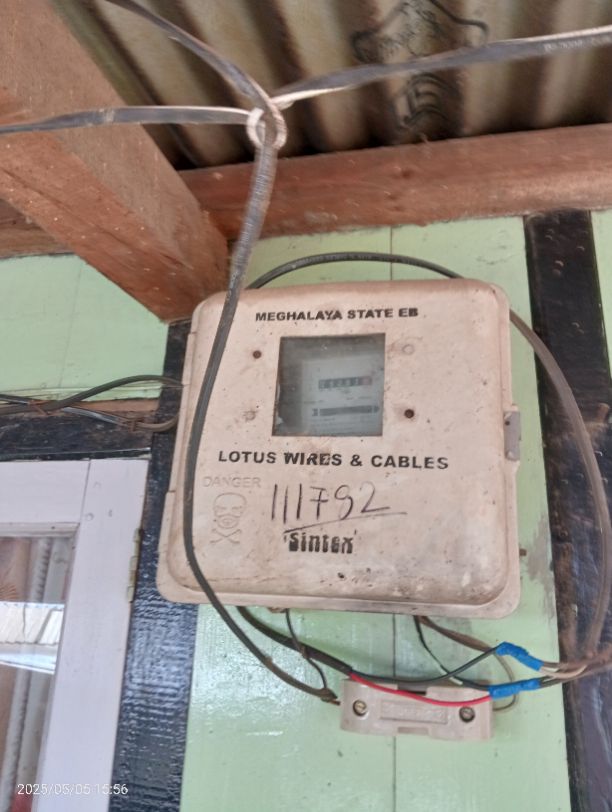 MEGHALAYA STATE EB
LOTUS WIRES & CABLES
DANGER
111792
Sintex
2025/05/05 15:56